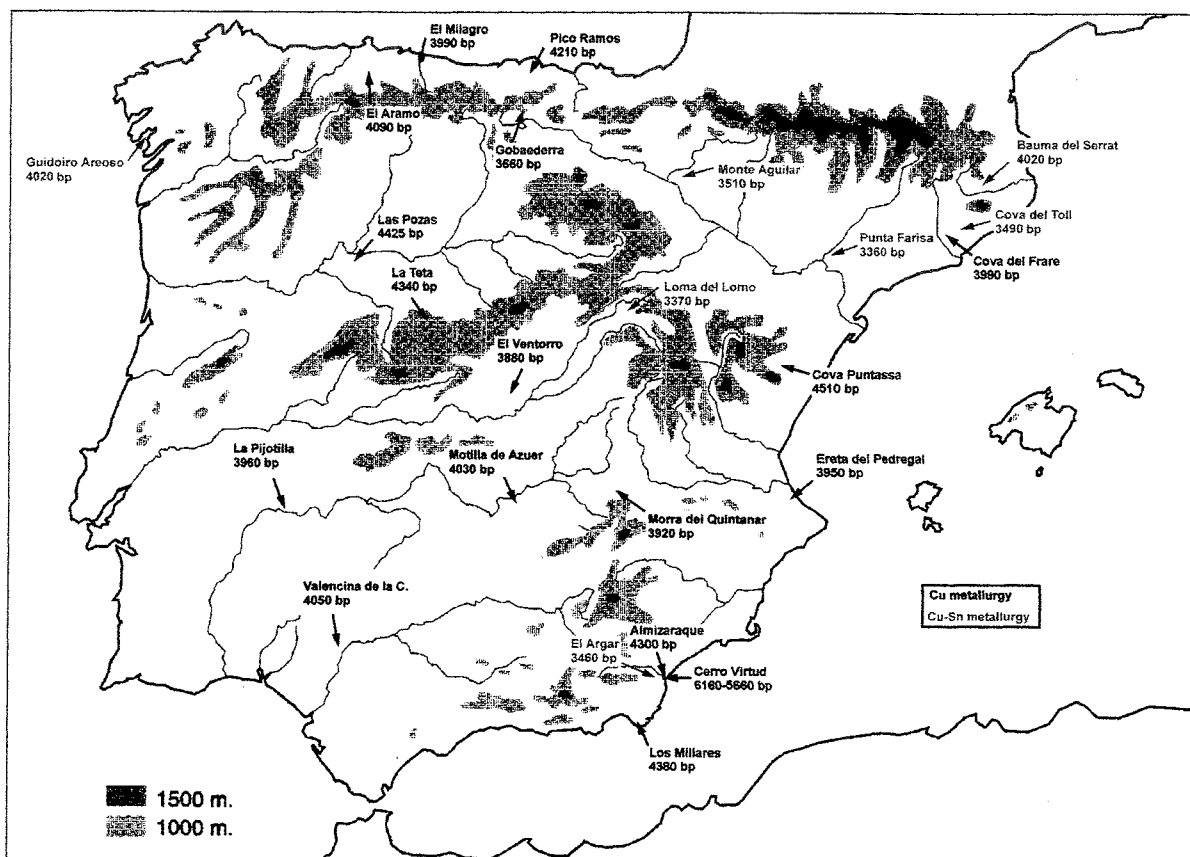 El Milagro
3990 bp
Pico Ramos
4210 bp
El Aramo
4090 bp
Gobaederra
3660 bp
Guidoiro Areoso
4020 bp
Monte Aguilar
3510 bp
Bauma del Serrat
4020 bp
Cova del Toll
3490 bp
Punta Farisa
3360 bp
Cova del Frare
3990 bp
Las Pozas
4425 bp
La Teta
4340 bp
Loma del Lomo
3370 bp
El Ventorro
3880 bp
Cova Puntassa
4510 bp
La Pijotilla
3960 bp
Motilla de Azuer
4030 bp
Ereta del Pedregal
3950 bp
Morra del Quintanar
3920 bp
Valencina de la C.
4050 bp
Cu metallurgy
Cu-Sn metallurgy
Almizaraque
4300 bp
El Argar
3460 bp
Cerro Virtud
6160-5660 bp
Los Millares
4380 bp
1500 m.
1000 m.